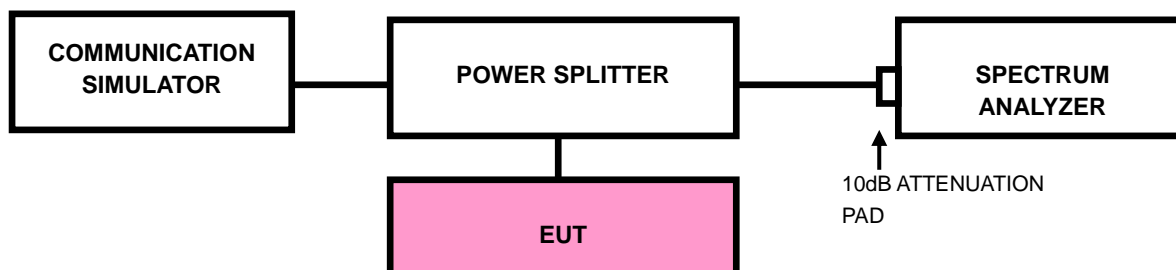 COMMUNICATION
SIMULATOR
POWER SPLITTER
SPECTRUM
ANALYZER
10dB ATTENUATION
PAD
EUT